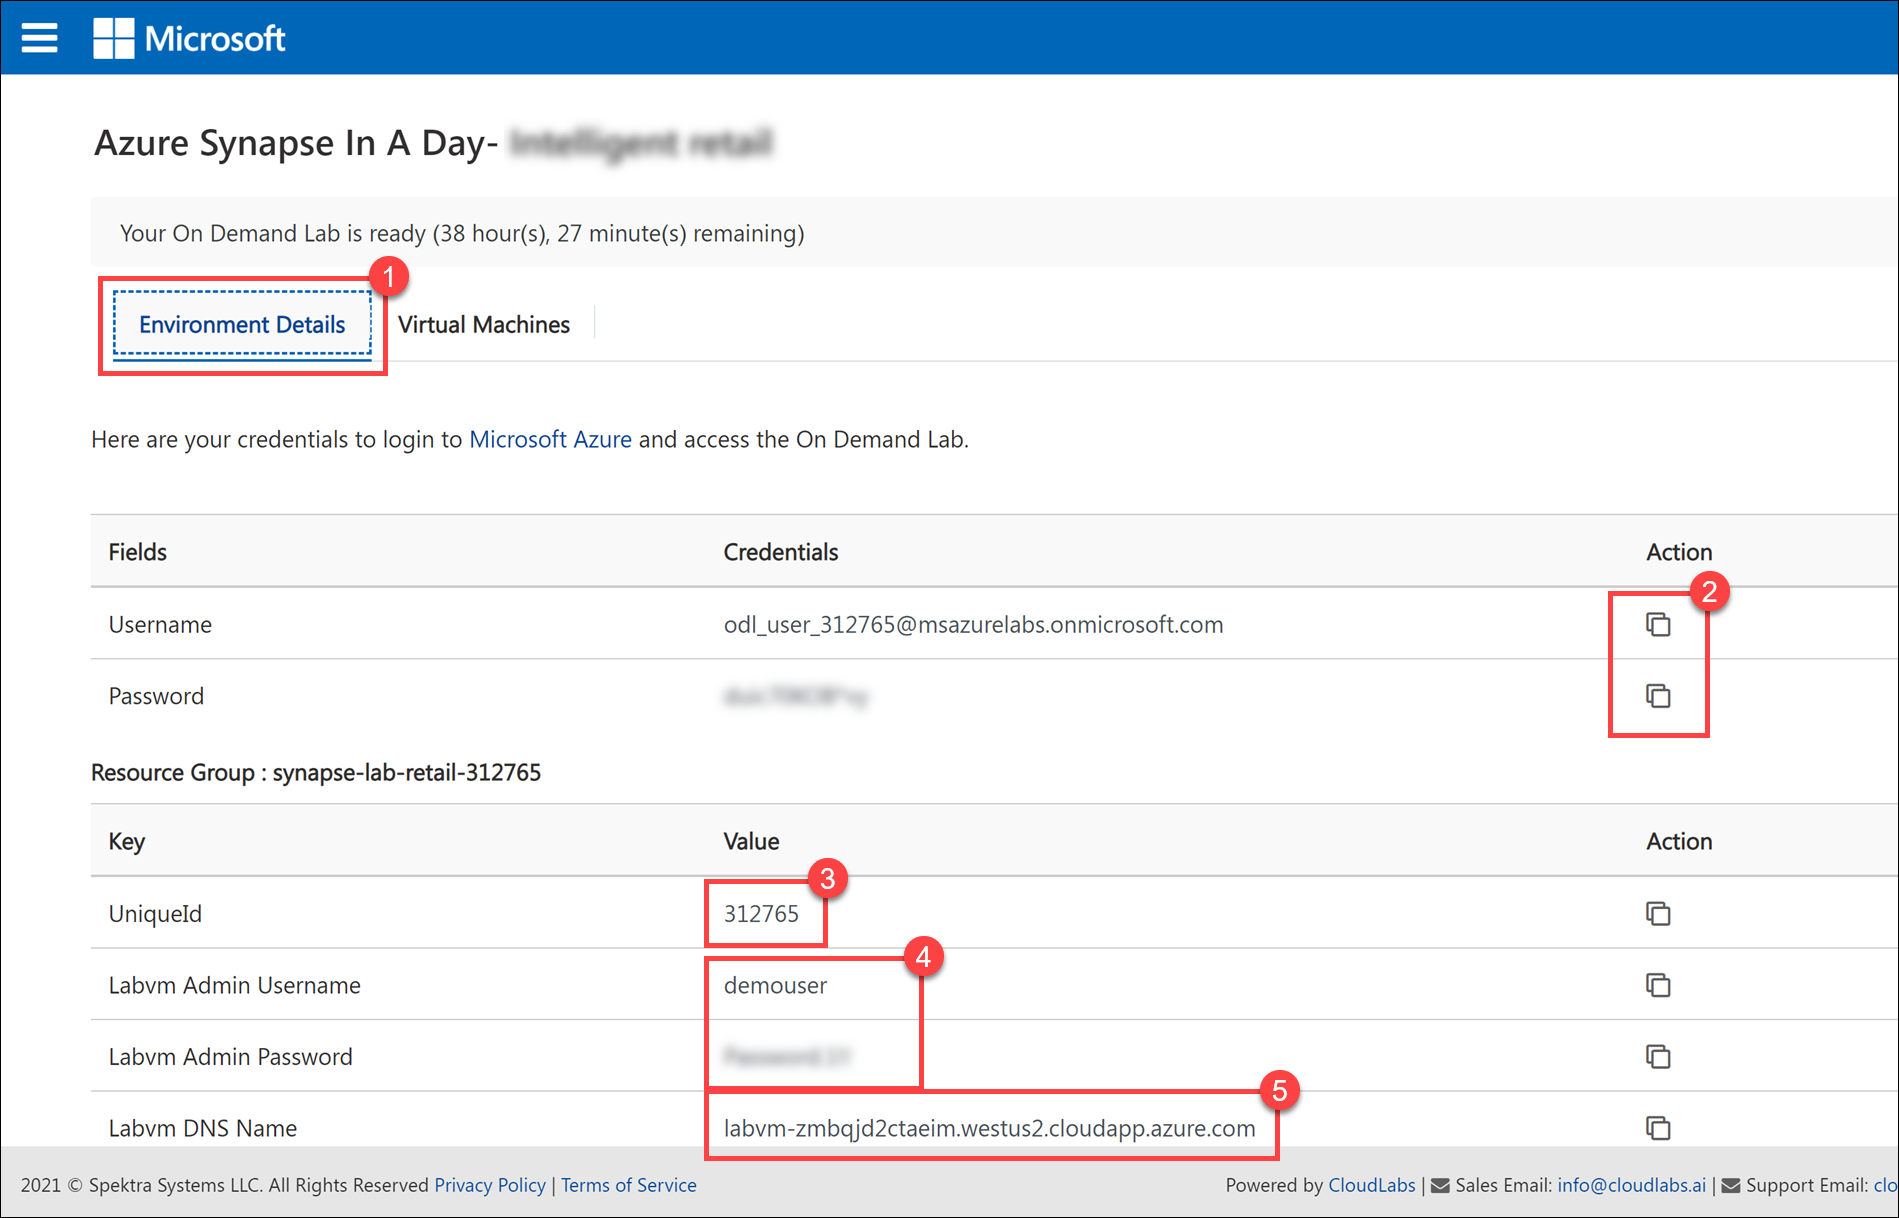 Microsoft
Azure Synapse In A Day- Intelligent retail
Your On Demand Lab is ready (38 hour(s), 27 minute(s) remaining)
1
Environment Details
Virtual Machines
Here are your credentials to login to Microsoft Azure and access the On Demand Lab.
Fields Credentials Action
2
Username odl_user_312765@msazurelabs.onmicrosoft.com
Password
Resource Group : synapse-lab-retail-312765
Key Value Action
3
UniqueId 312765
4
Labvm Admin Username demouser
Labvm Admin Password
5
Labvm DNS Name labvm-zmbqjd2ctaeim.westus2.cloudapp.azure.com
2021 © Spektra Systems LLC. All Rights Reserved Privacy Policy | Terms of Service Powered by CloudLabs | Sales Email: info@cloudlabs.ai | Support Email: clo